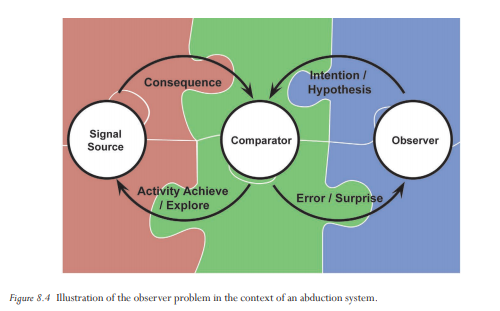 Consequence
Intention /
Hypothesis
Signal
Source
Comparator
Observer
Activity Achieve
/ Explore
Error / Surprise
Figure 8.4 Illustration of the observer problem in the context of an abduction system.